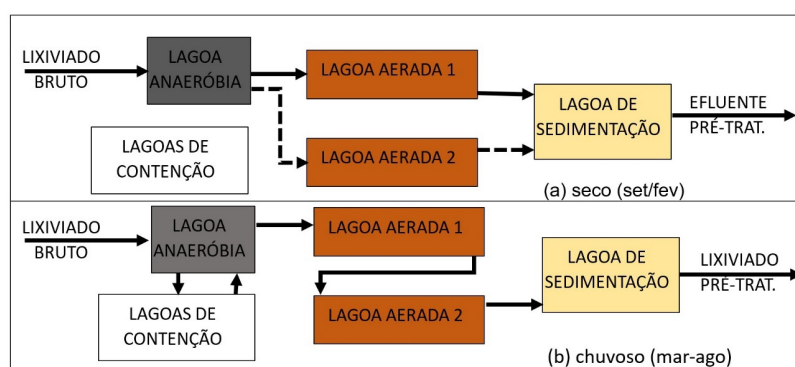 LIXIVIADO
BRUTO
LAGOA
ANAERÓBIA
LAGOA AERADA 1
LAGOA DE
SEDIMENTAÇÃO
EFLUENTE
PRÉ-TRAT.
LAGOAS DE
CONTENÇÃO
LAGOA AERADA 2
(a) seco (set/fev)
LIXIVIADO
BRUTO
LAGOA
ANAERÓBIA
LAGOA AERADA 1
LAGOA DE
SEDIMENTAÇÃO
LIXIVIADO
PRÉ-TRAT.
LAGOAS DE
CONTENÇÃO
LAGOA AERADA 2
(b) chuvoso (mar-ago)